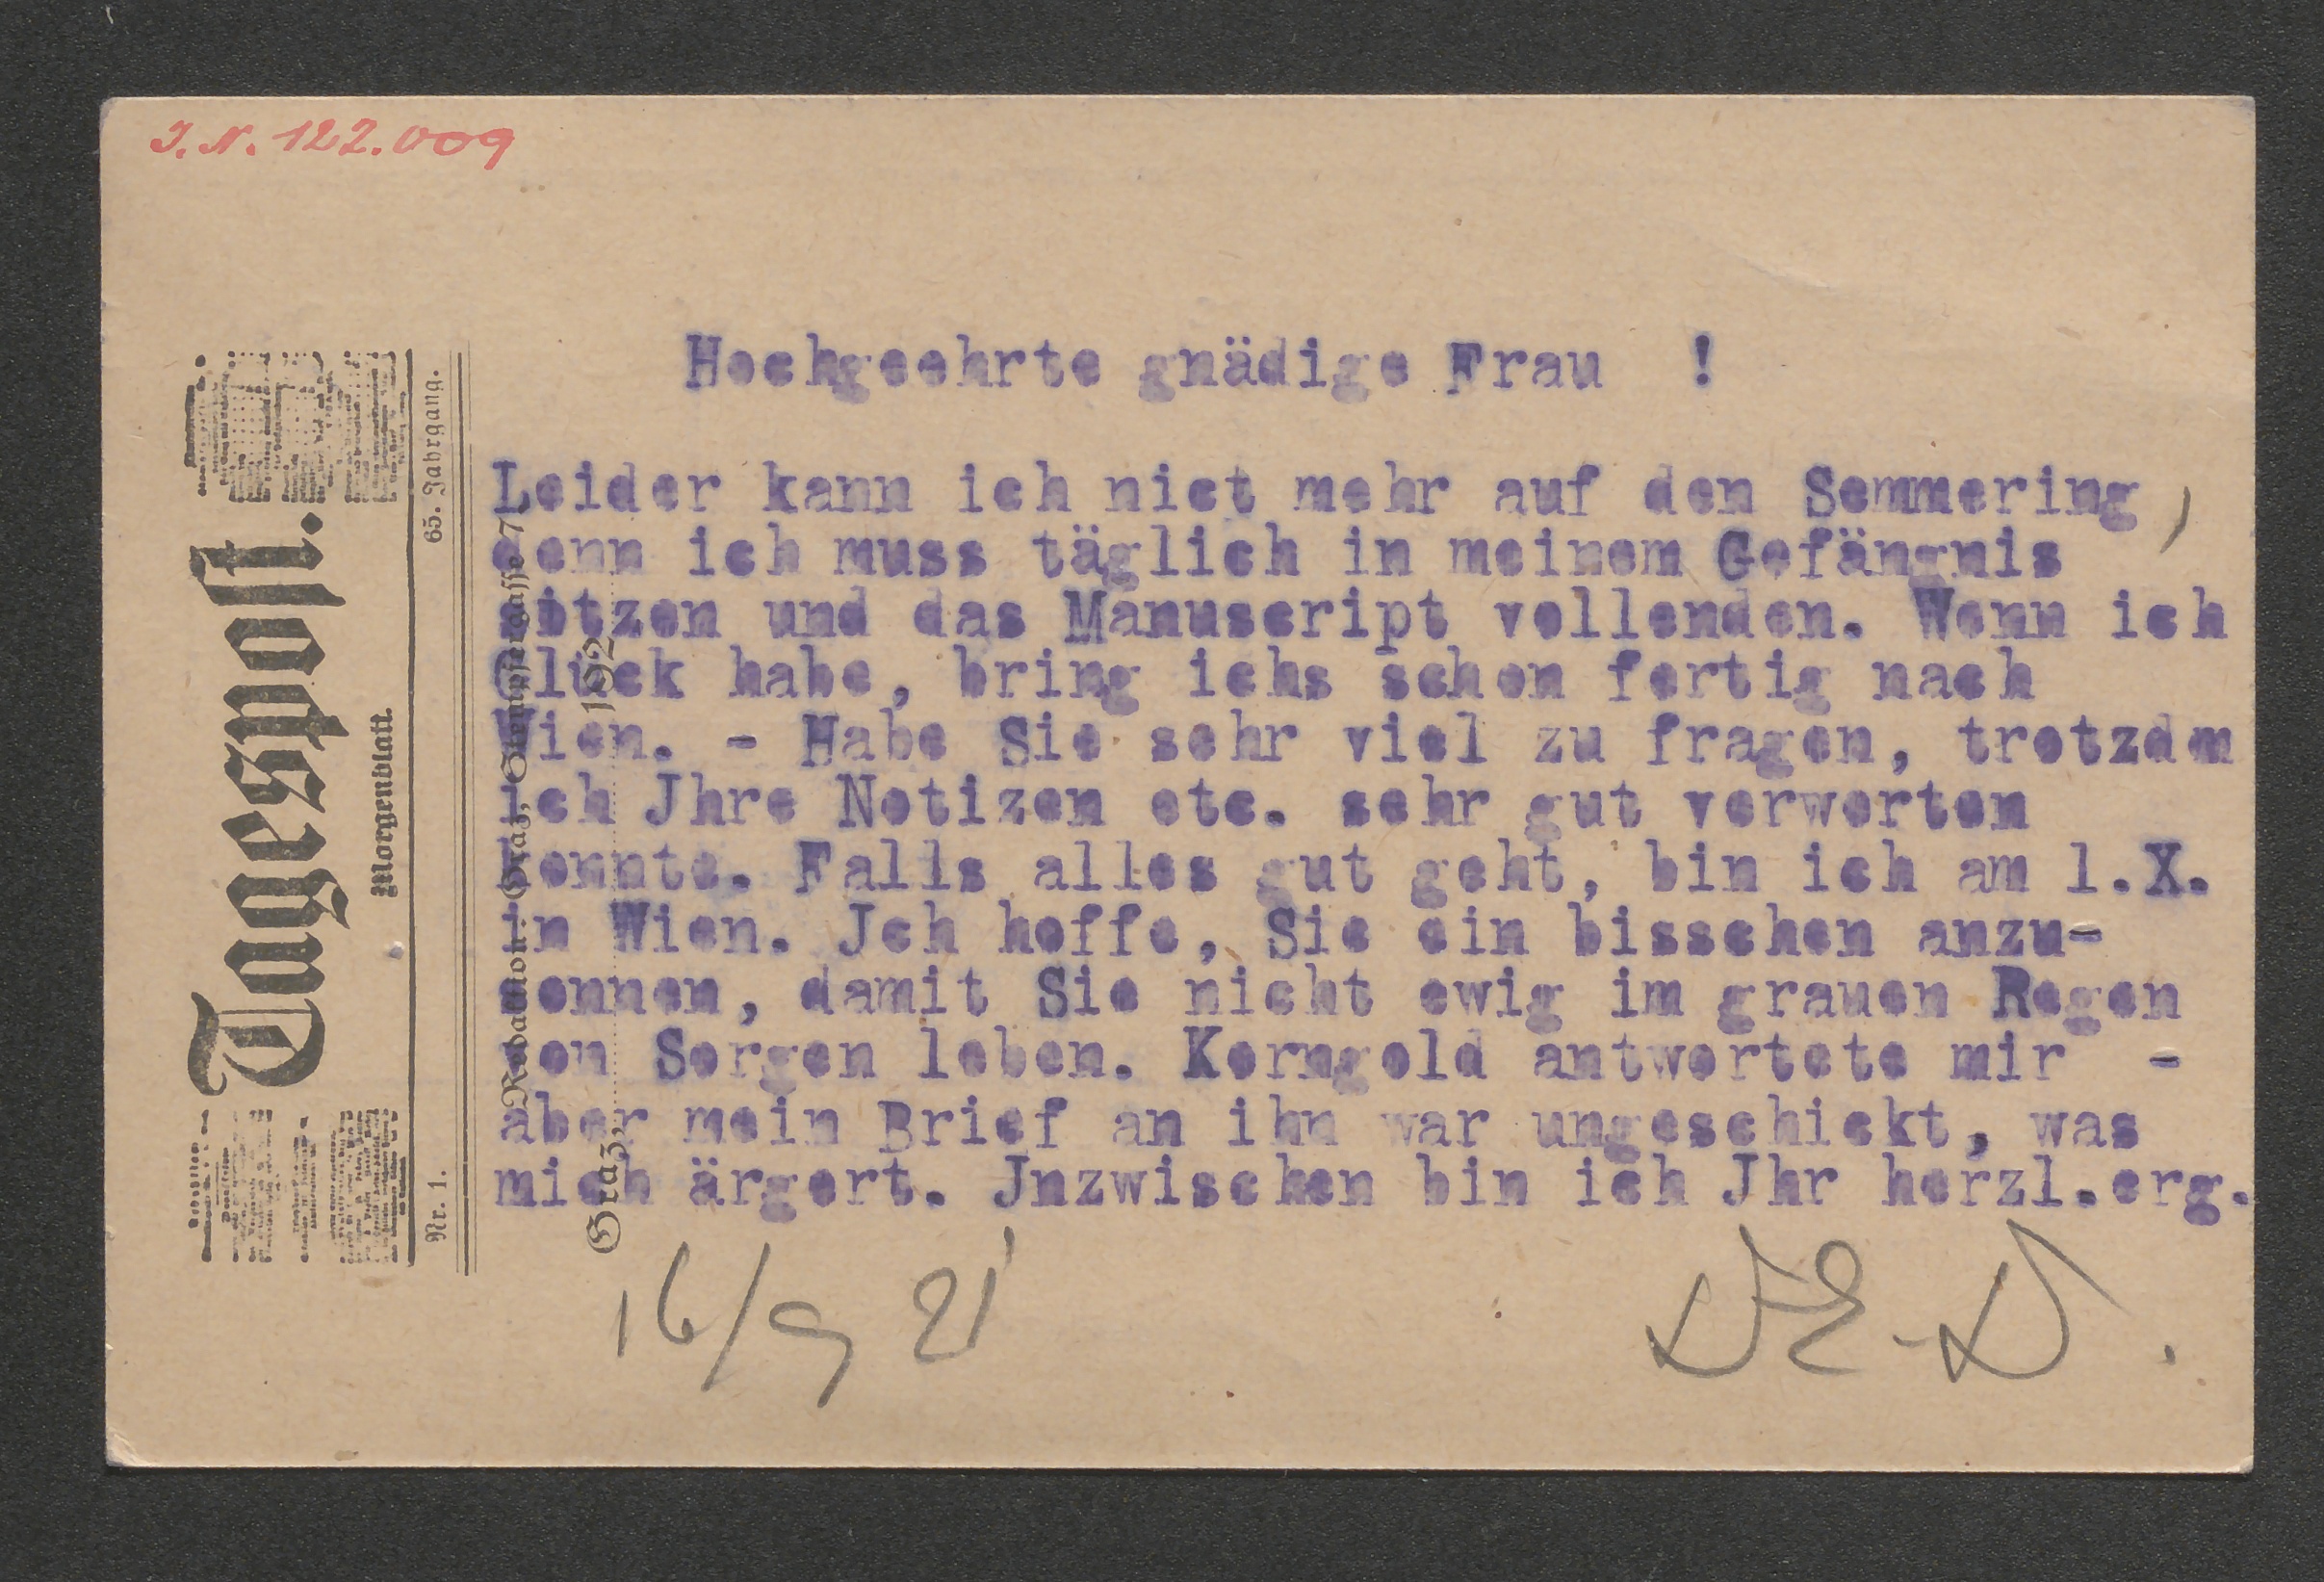 J. N. 122.009
Tagespost.
Morgenblatt.
Nr. 1.
65. Jahrgang.
Redaktion: Graz, Stempfergasse 7.
Graz, 192
Hochgeehrte gnädige Frau !
Leider kann ich nict mehr auf den Semmering,
denn ich muss täglich in meinem Gefängnis
sitzen und das Manuscript vollenden. Wenn ich
Glück habe, bring ichs schon fertig nach
Wien. - Habe Sie sehr viel zu fragen, trotzdem
ich Jhre Notizen etc. sehr gut verwerten
konnte. Falls alles gut geht, bin ich am 1.X.
in Wien. Jch hoffe, Sie ein bisschen anzu-
sonnen, damit Sie nicht ewig im grauen Regen
von Sorgen leben. Korngold antwortete mir -
aber mein Brief an ihn war ungeschickt, was
mich ärgert. Jnzwischen bin ich Jhr herzl.erg.
16/9 21